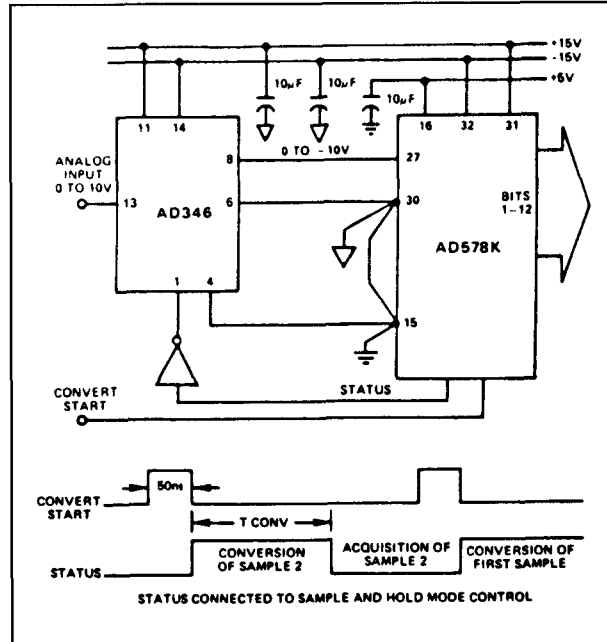 +15V
-15V
+5V
10μF
10μF
10μF
11
14
16
32
31
ANALOG
INPUT
0 TO 10V
13
8
0 TO -10V
27
AD346
6
30
BITS
1-12
AD578K
1
4
15
STATUS
CONVERT
START
50ns
CONVERT
START
T CONV
CONVERSION
OF SAMPLE 2
ACQUISITION OF
SAMPLE 2
CONVERSION OF
FIRST SAMPLE
STATUS
STATUS CONNECTED TO SAMPLE AND HOLD MODE CONTROL